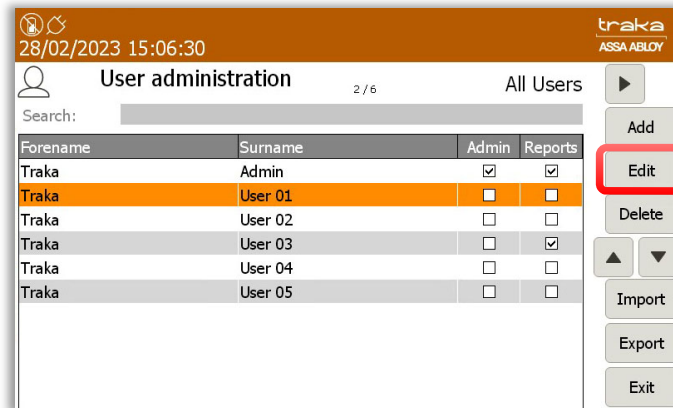 traka
28/02/2023 15:06:30
ASSA ABLOY
User administration 2/6 All Users
Search:
Add
Forename Surname Admin Reports
Traka Admin
Edit
Traka User 01
Traka User 02
Delete
Traka User 03
Traka User 04
Traka User 05
Import
Export
Exit